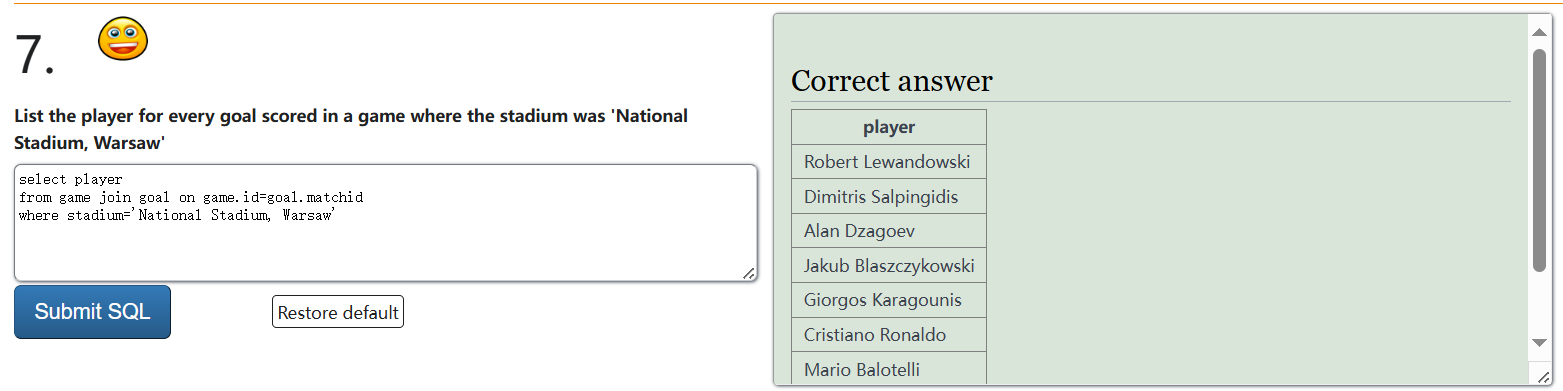 7.
List the player for every goal scored in a game where the stadium was 'National
Stadium, Warsaw'
select player
from game join goal on game.id=goal.matchid
where stadium='National Stadium, Warsaw'
Submit SQL
Restore default
Correct answer
player
Robert Lewandowski
Dimitris Salpingidis
Alan Dzagoev
Jakub Blaszczykowski
Giorgos Karagounis
Cristiano Ronaldo
Mario Balotelli